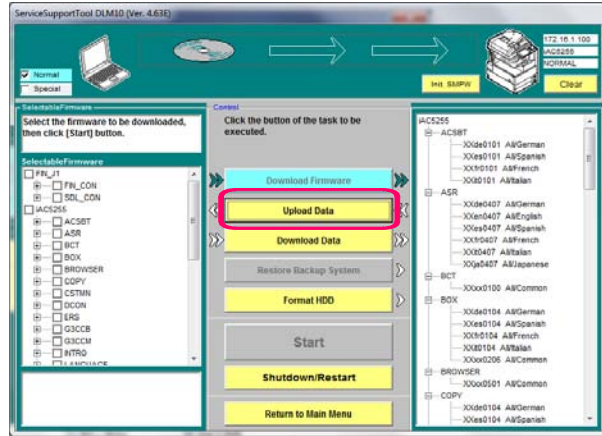 ServiceSupportTool DLM10 (Ver. 4.63E)
172.16.1.100
iAC5255
NORMAL
Normal
Special
Init. SMPW
Clear
SelectableFirmware
Select the firmware to be downloaded,
then click [Start] button.
SelectableFirmware
FIN_J1
FIN_CON
SDL_CON
iAC5255
ACSBT
ASR
BCT
BOX
BROWSER
COPY
CSTMN
DCON
ERS
G3CCB
G3CCM
INTRO
LANGUAGE
Control
Click the button of the task to be
executed.
Download Firmware
Upload Data
Download Data
Restore Backup System
Format HDD
Start
Shutdown/Restart
Return to Main Menu
iAC5255
ACSBT
XXde0101 All/German
XXes0101 All/Spanish
XXfr0101 All/French
XXit0101 All/Italian
ASR
XXde0407 All/German
XXen0407 All/English
XXes0407 All/Spanish
XXfr0407 All/French
XXit0407 All/Italian
XXja0407 All/Japanese
BCT
XXxx0100 All/Common
BOX
XXde0104 All/German
XXes0104 All/Spanish
XXfr0104 All/French
XXit0104 All/Italian
XXxx0206 All/Common
BROWSER
XXxx0501 All/Common
COPY
XXde0104 All/German
XXes0104 All/Spanish